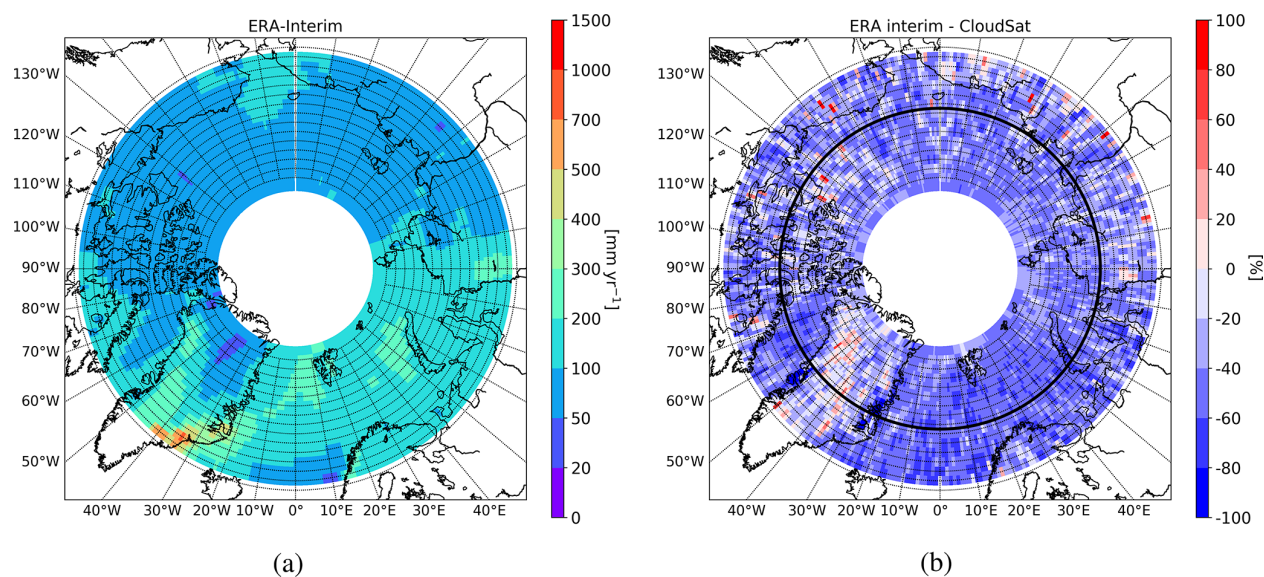 ERA-Interim
130°W
120°W
110°W
100°W
90°W
80°W
70°W
60°W
50°W
40°W 30°W 20°W 10°W 0° 10°E 20°E 30°E 40°E
1500
1000
700
500
400
300
200
100
50
20
0
[mm yr⁻¹]
(a)
ERA interim - CloudSat
130°W
120°W
110°W
100°W
90°W
80°W
70°W
60°W
50°W
40°W 30°W 20°W 10°W 0° 10°E 20°E 30°E 40°E
100
80
60
40
20
0
-20
-40
-60
-80
-100
[%]
(b)